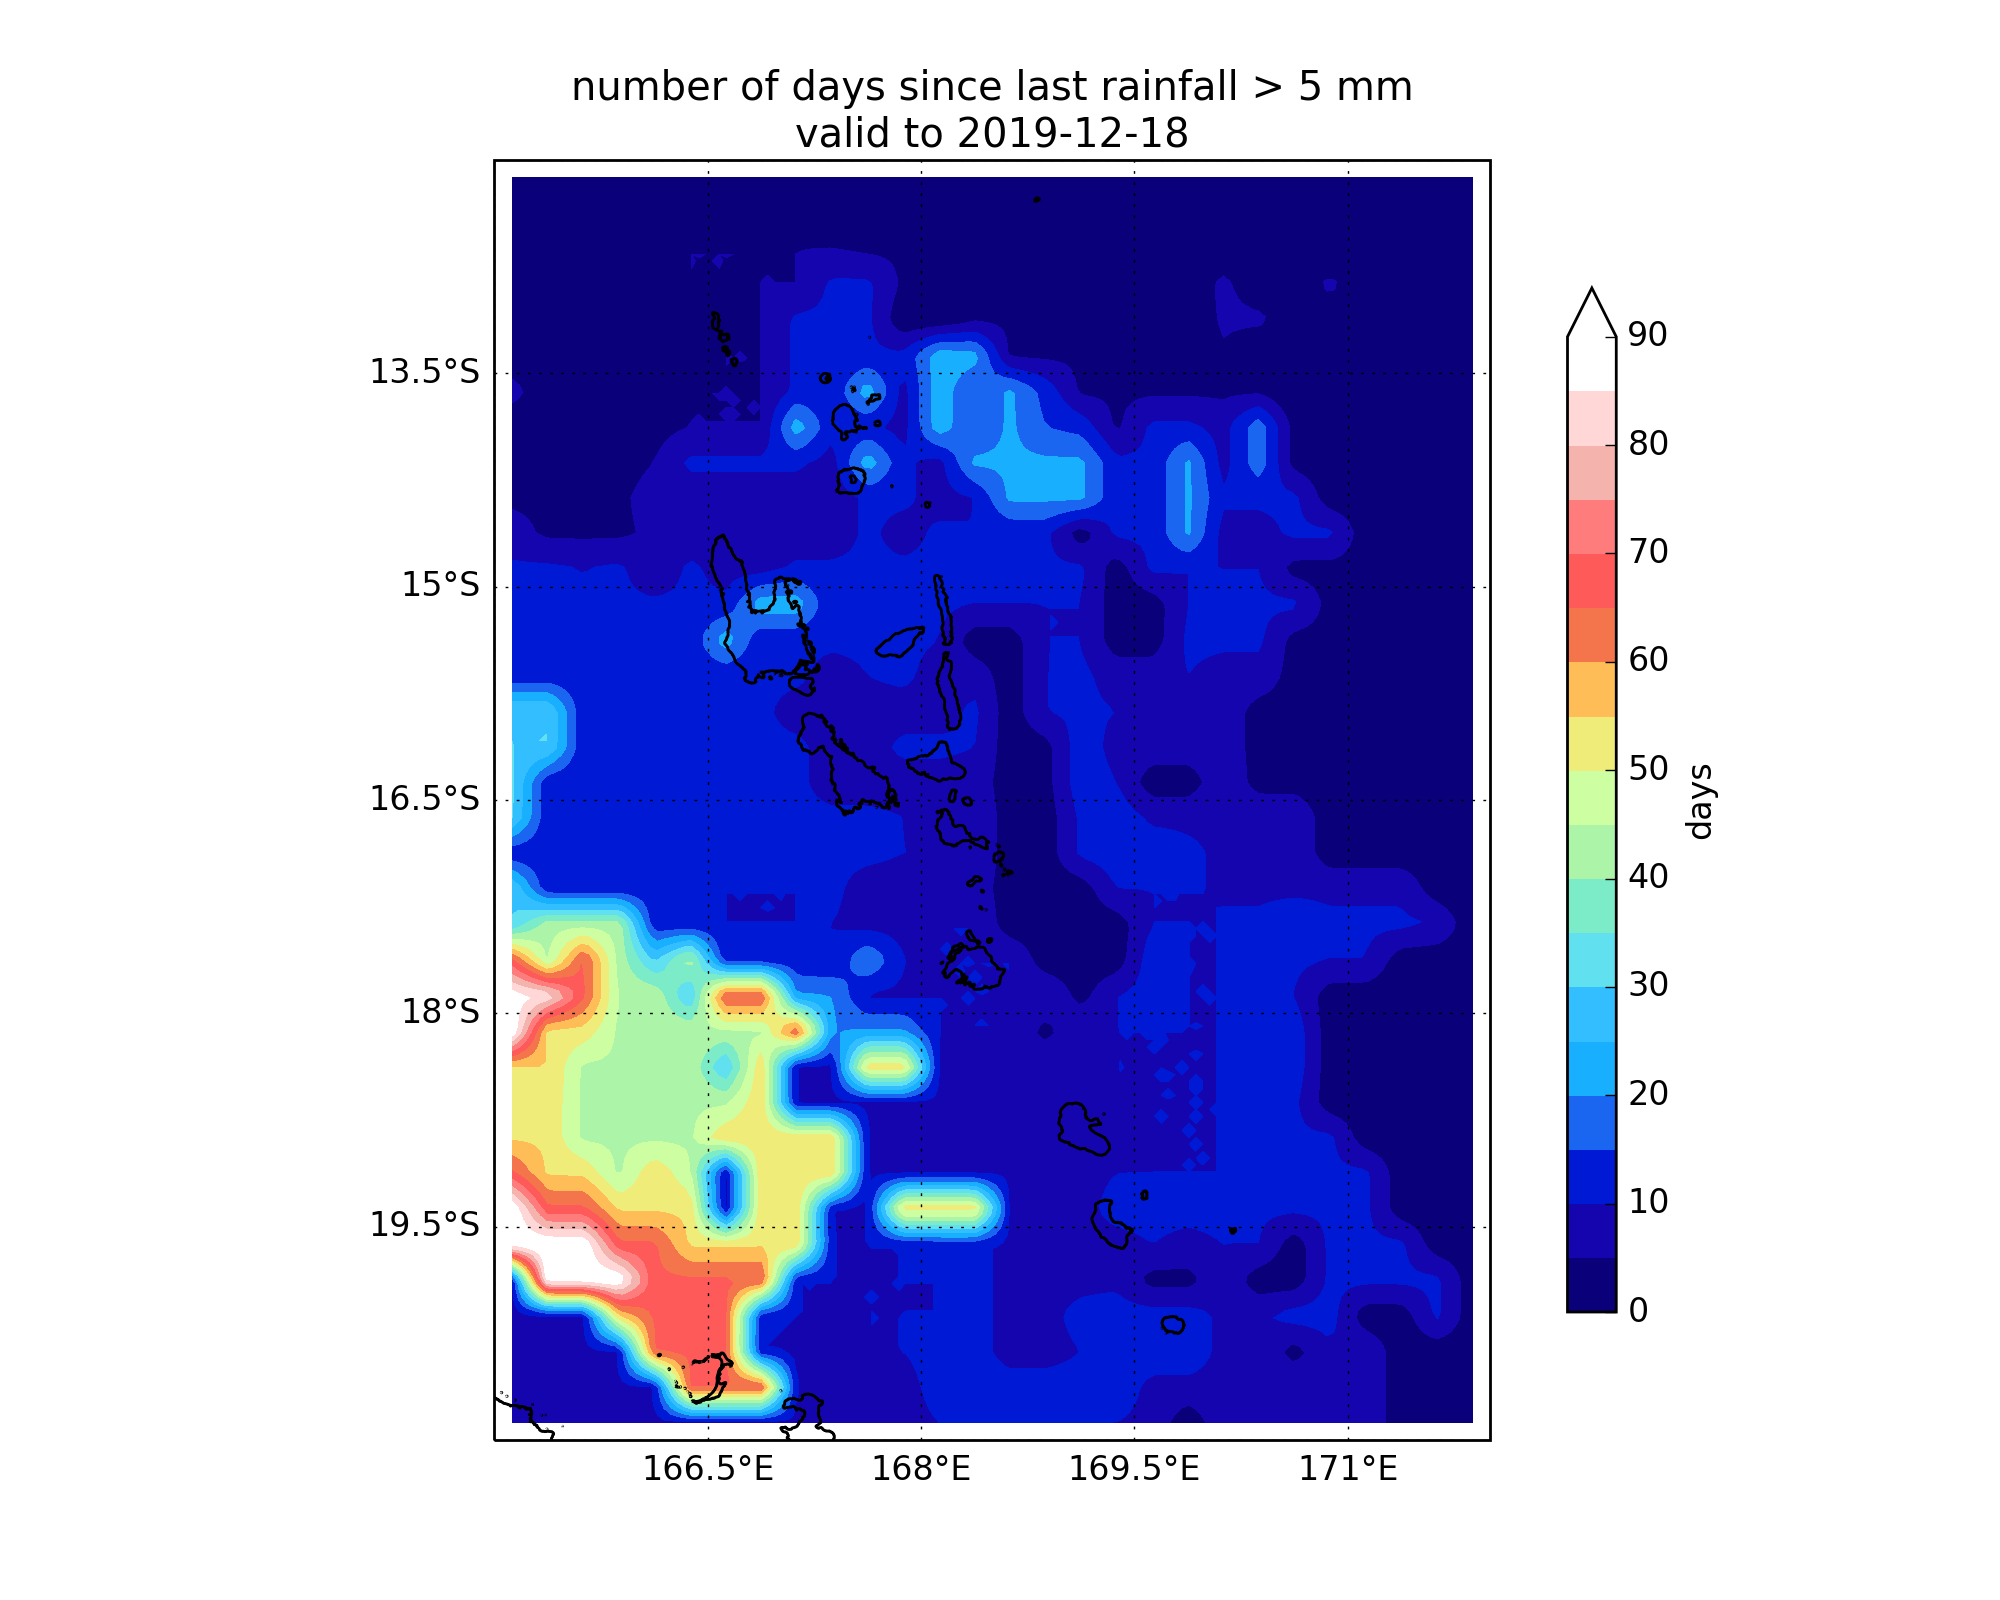 number of days since last rainfall > 5 mm
valid to 2019-12-18
13.5°S
15°S
16.5°S
18°S
19.5°S
166.5°E
168°E
169.5°E
171°E
90
80
70
60
50
40
30
20
10
0
days